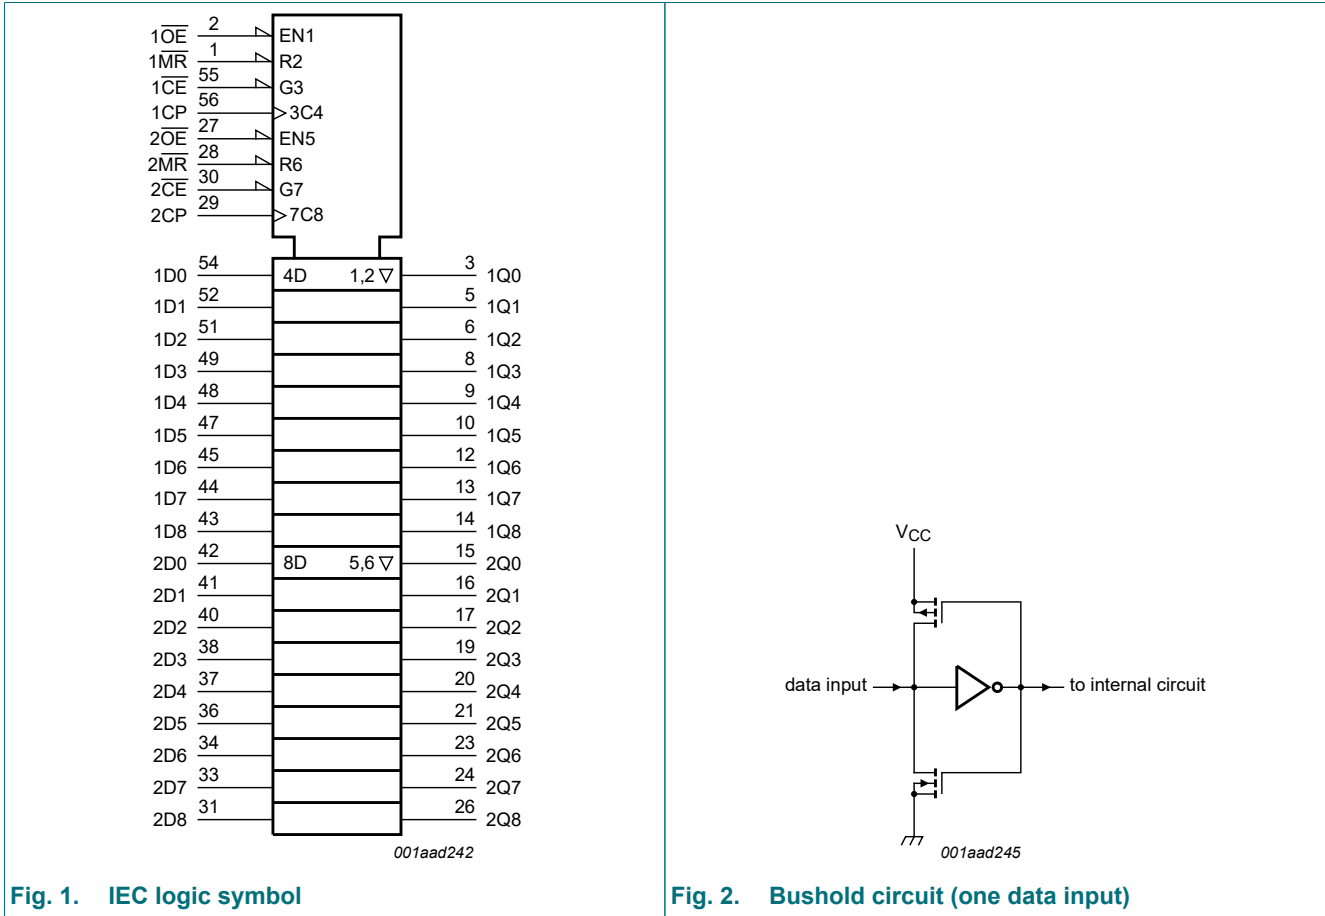 1OE 2 EN1
1MR 1 R2
1CE 55 G3
1CP 56 3C4
2OE 27 EN5
2MR 28 R6
2CE 30 G7
2CP 29 7C8
1D0 54 4D 1,2 ▽ 3 1Q0
1D1 52 5 1Q1
1D2 51 6 1Q2
1D3 49 8 1Q3
1D4 48 9 1Q4
1D5 47 10 1Q5
1D6 45 12 1Q6
1D7 44 13 1Q7
1D8 43 14 1Q8
2D0 42 8D 5,6 ▽ 15 2Q0
2D1 41 16 2Q1
2D2 40 17 2Q2
2D3 38 19 2Q3
2D4 37 20 2Q4
2D5 36 21 2Q5
2D6 34 23 2Q6
2D7 33 24 2Q7
2D8 31 26 2Q8
001aad242
Fig. 1. IEC logic symbol
VCC
data input
to internal circuit
001aad245
Fig. 2. Bushold circuit (one data input)